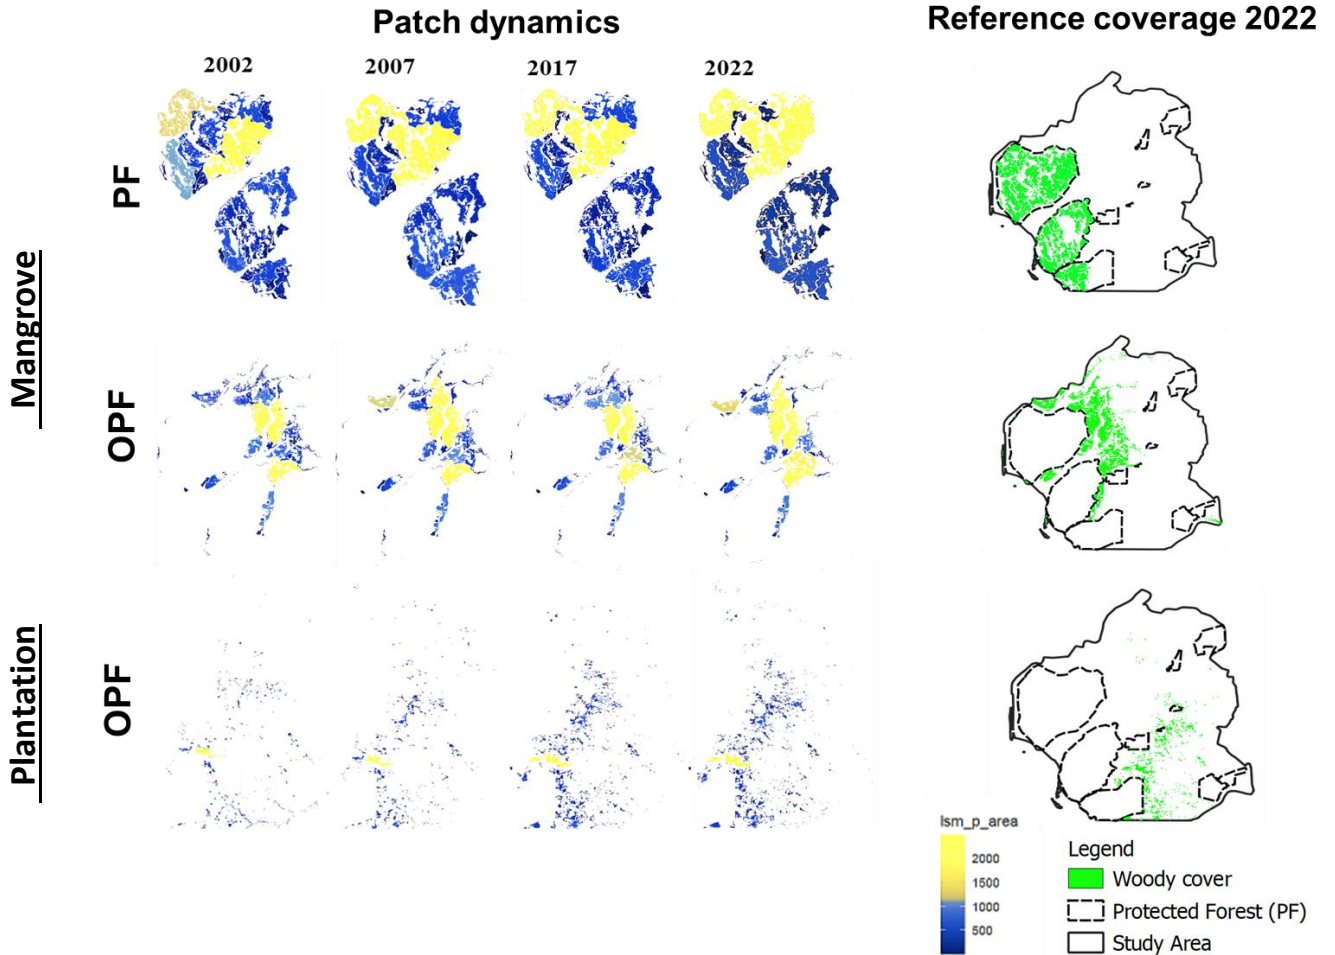 Patch dynamics
Reference coverage 2022
2002
2007
2017
2022
Mangrove
PF
OPF
Plantation
OPF
lsm_p_area
2000
1500
1000
500
Legend
Woody cover
Protected Forest (PF)
Study Area